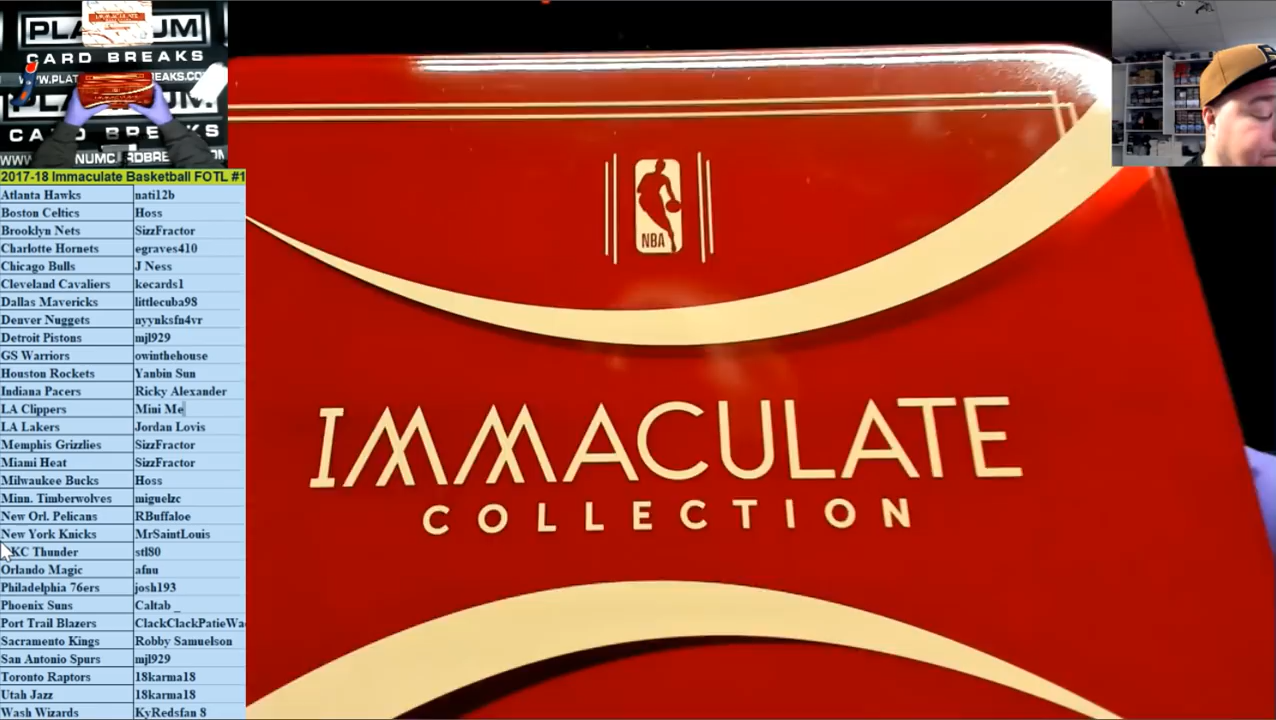 PLATINUM
CARD BREAKS
IMMACULATE
CARD BREAKS
2017-18 Immaculate Basketball FOTL #1
Atlanta Hawks nati12b
Boston Celtics Hoss
Brooklyn Nets SizzFractor
Charlotte Hornets egraves410
Chicago Bulls J Ness
Cleveland Cavaliers kecards1
Dallas Mavericks littlecuba98
Denver Nuggets nyynksfn4vr
Detroit Pistons mjl929
GS Warriors owinthehouse
Houston Rockets Yanbin Sun
Indiana Pacers Ricky Alexander
LA Clippers Mini Me
LA Lakers Jordan Lovis
Memphis Grizzlies SizzFractor
Miami Heat SizzFractor
Milwaukee Bucks Hoss
Minn. Timberwolves miguelzc
New Orl. Pelicans RBuffaloe
New York Knicks MrSaintLouis
KC Thunder stl80
Orlando Magic afnu
Philadelphia 76ers josh193
Phoenix Suns Caltab _
Port Trail Blazers ClackClackPatieWa
Sacramento Kings Robby Samuelson
San Antonio Spurs mjl929
Toronto Raptors 18karma18
Utah Jazz 18karma18
Wash Wizards KyRedsfan 8
NBA
IMMACULATE
COLLECTION